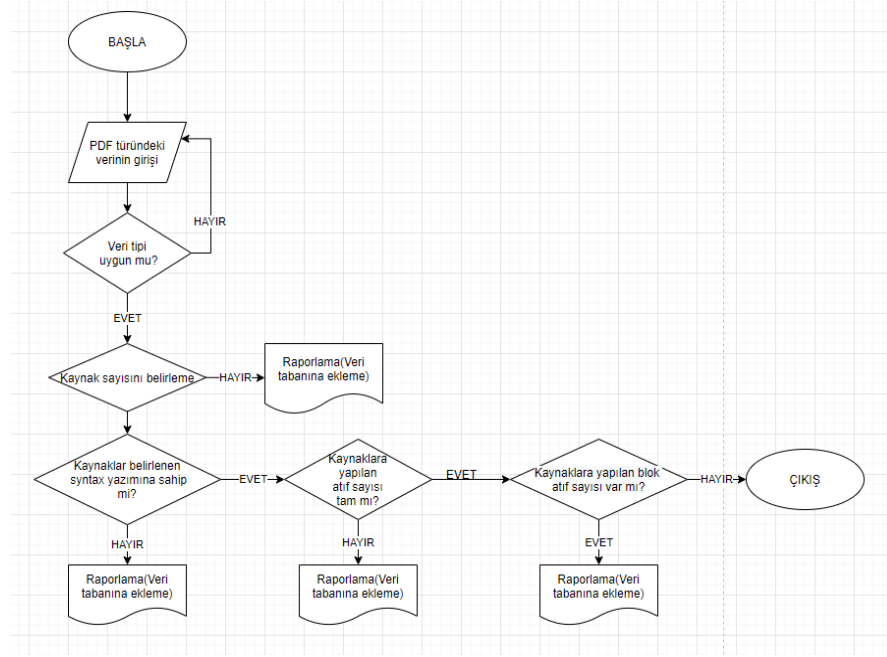 BAŞLA
PDF türündeki
verinin girişi
HAYIR
Veri tipi
uygun mu?
EVET
Kaynak sayısını belirleme
HAYIR
Raporlama(Veri
tabanına ekleme)
Kaynaklar belirlenen
syntax yazımına sahip
mi?
EVET
Kaynaklara
yapılan
atıf sayısı
tam mı?
EVET
Kaynaklara yapılan blok
atıf sayısı var mı?
HAYIR
ÇIKIŞ
HAYIR
HAYIR
EVET
Raporlama(Veri
tabanına ekleme)
Raporlama(Veri
tabanına ekleme)
Raporlama(Veri
tabanına ekleme)